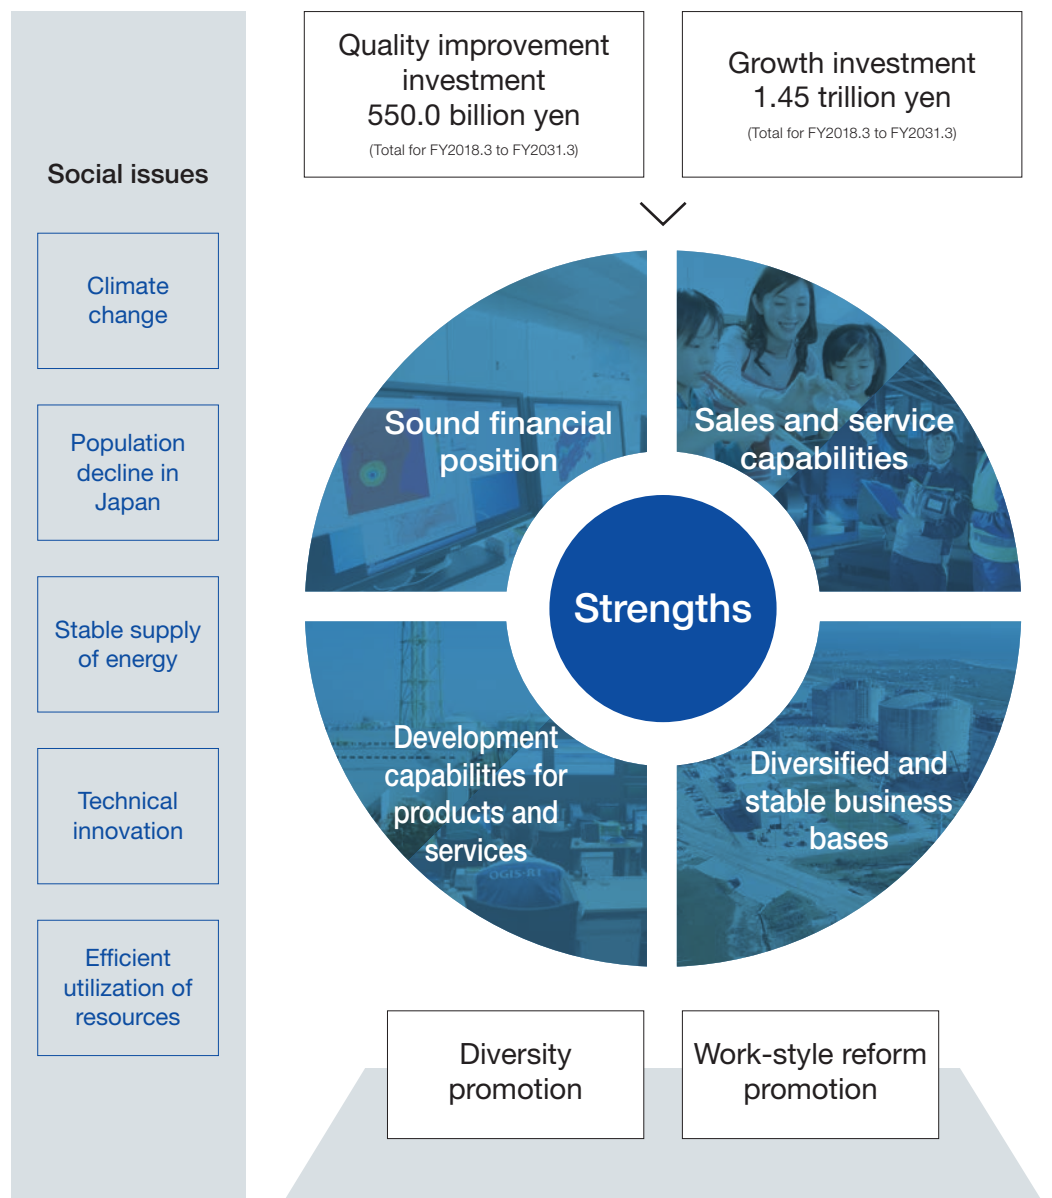 Social issues
Climate
change
Population
decline in
Japan
Stable supply
of energy
Technical
innovation
Efficient
utilization of
resources
Quality improvement
investment
550.0 billion yen
(Total for FY2018.3 to FY2031.3)
Growth investment
1.45 trillion yen
(Total for FY2018.3 to FY2031.3)
Sound financial
position
Sales and service
capabilities
Strengths
Development
capabilities for
products and
services
OGIS-RI
Diversified and
stable business
bases
Diversity
promotion
Work-style reform
promotion